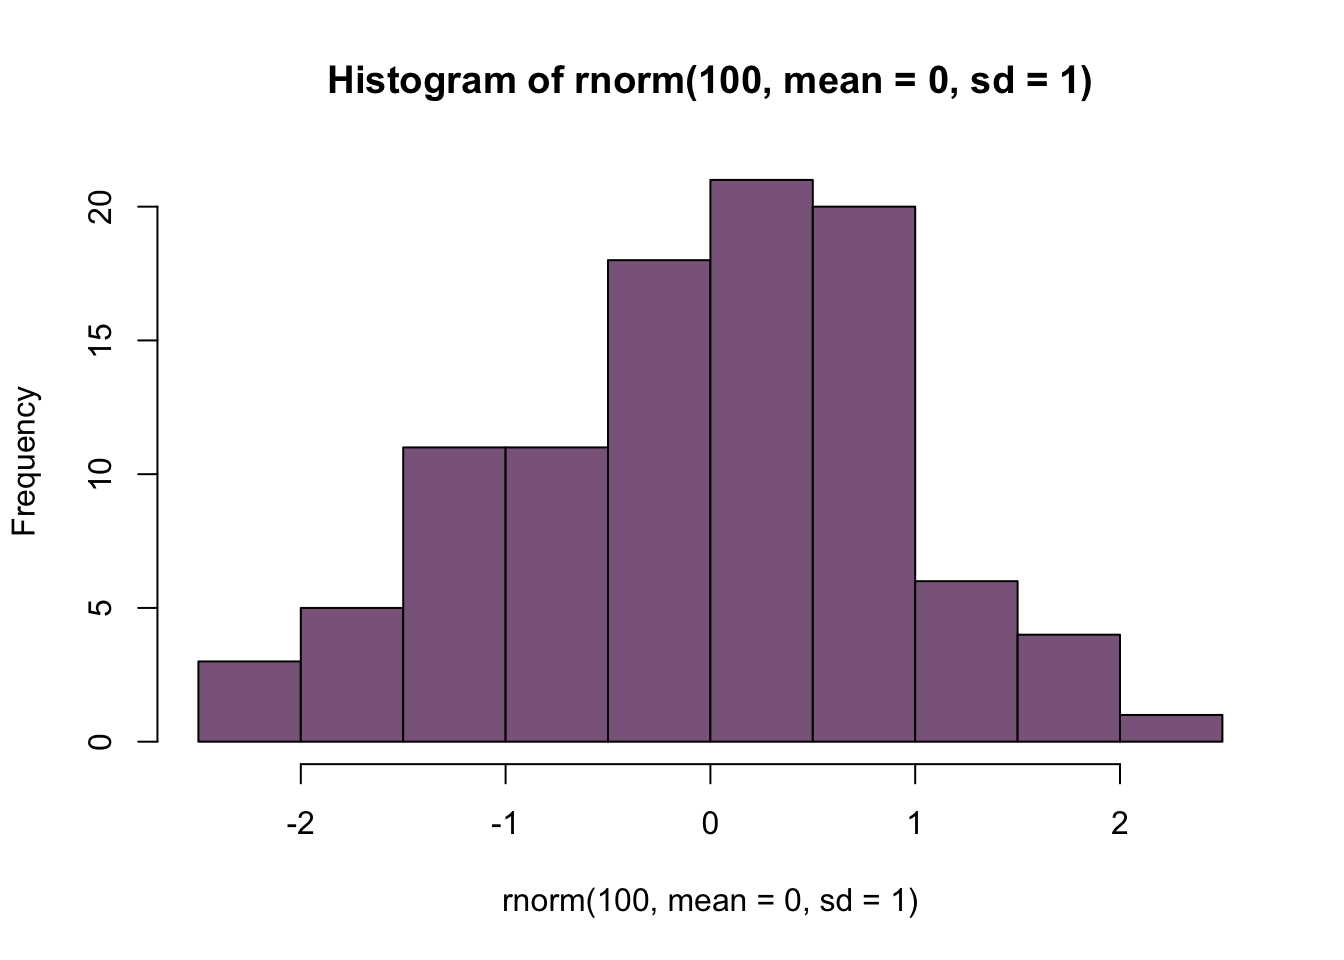 Histogram of rnorm(100, mean = 0, sd = 1)
Frequency
20
15
10
5
0
-2 -1 0 1 2
rnorm(100, mean = 0, sd = 1)